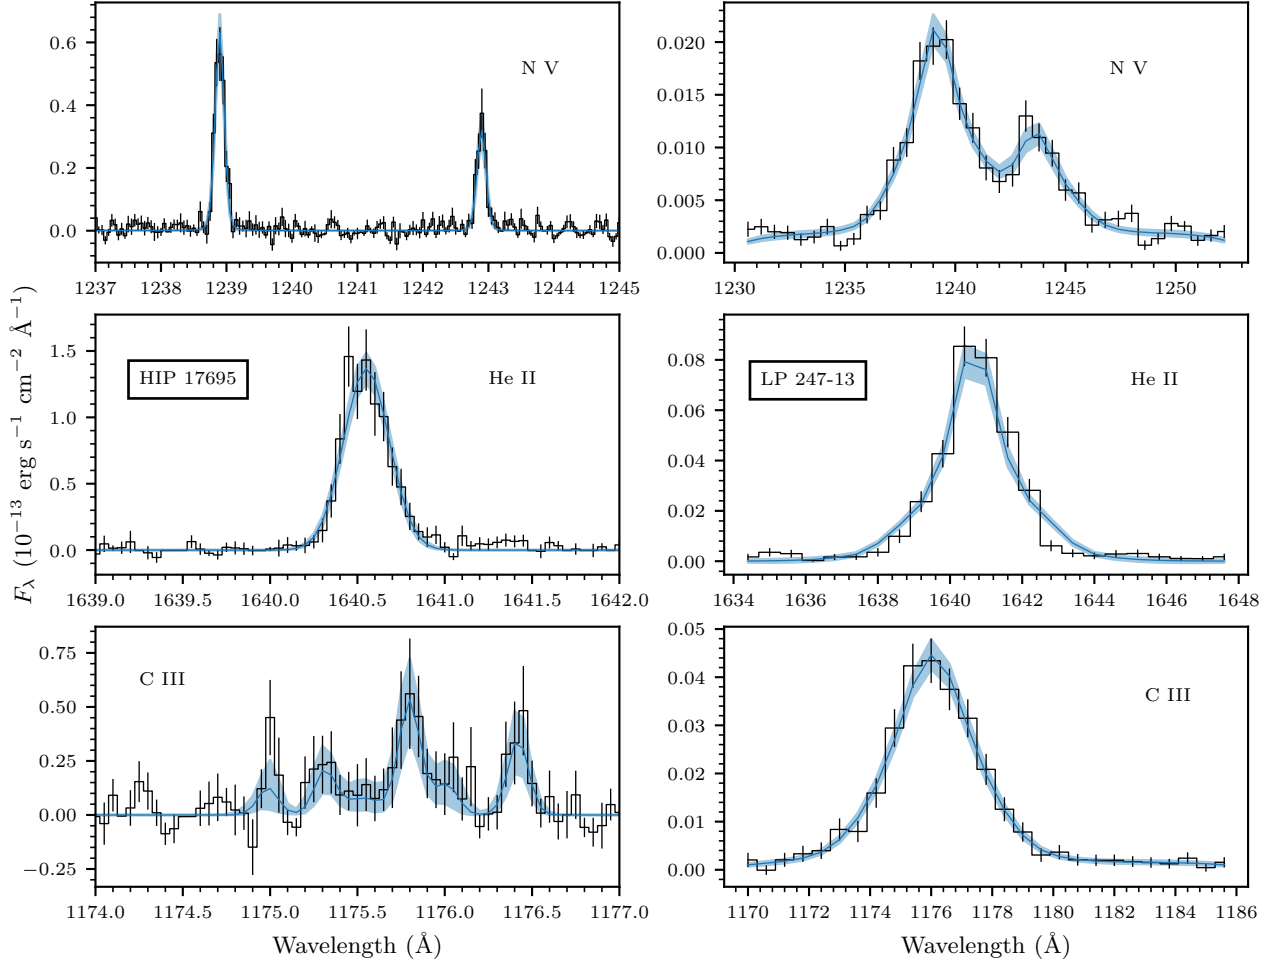 0.6
0.4
0.2
0.0
N V
1237 1238 1239 1240 1241 1242 1243 1244 1245
0.020
0.015
0.010
0.005
0.000
N V
1230 1235 1240 1245 1250
F_λ (10⁻¹³ erg s⁻¹ cm⁻² Å⁻¹)
1.5
1.0
0.5
0.0
HIP 17695
He II
1639.0 1639.5 1640.0 1640.5 1641.0 1641.5 1642.0
0.08
0.06
0.04
0.02
0.00
LP 247-13
He II
1634 1636 1638 1640 1642 1644 1646 1648
0.75
0.50
0.25
0.00
−0.25
C III
1174.0 1174.5 1175.0 1175.5 1176.0 1176.5 1177.0
Wavelength (Å)
0.05
0.04
0.03
0.02
0.01
0.00
C III
1170 1172 1174 1176 1178 1180 1182 1184 1186
Wavelength (Å)